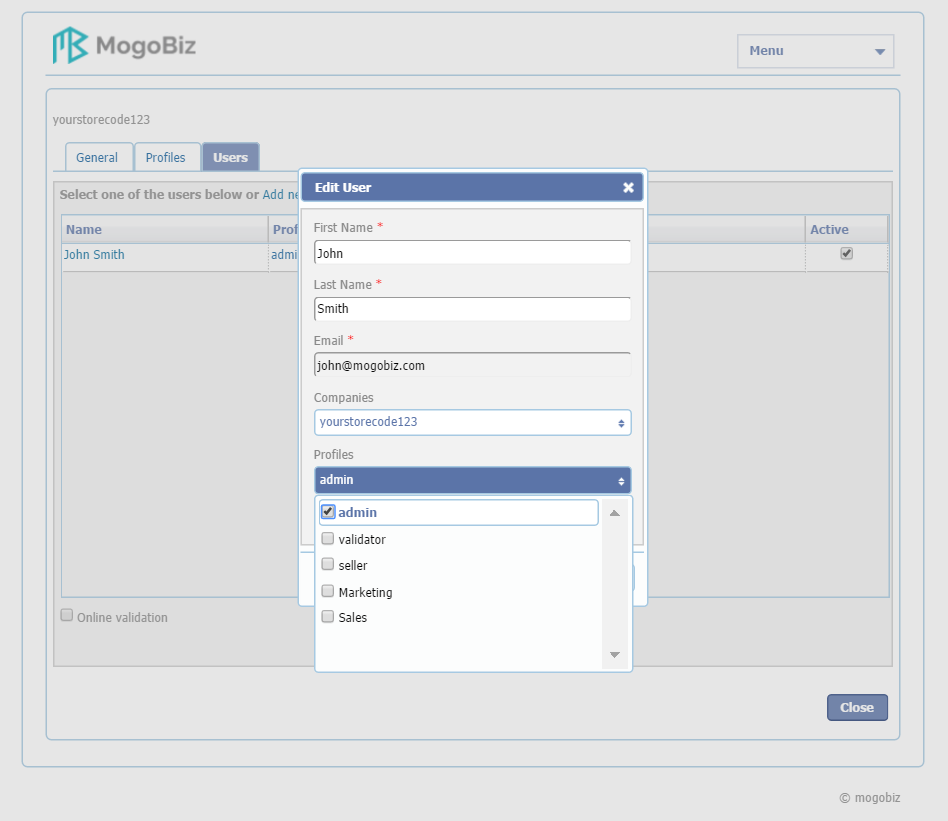 MogoBiz
Menu
yourstorecode123
General Profiles Users
Select one of the users below or Add ne
Name Prof Active
John Smith admi
Edit User
First Name *
John
Last Name *
Smith
Email *
john@mogobiz.com
Companies
yourstorecode123
Profiles
admin
admin
validator
seller
Marketing
Sales
Online validation
Close
© mogobiz